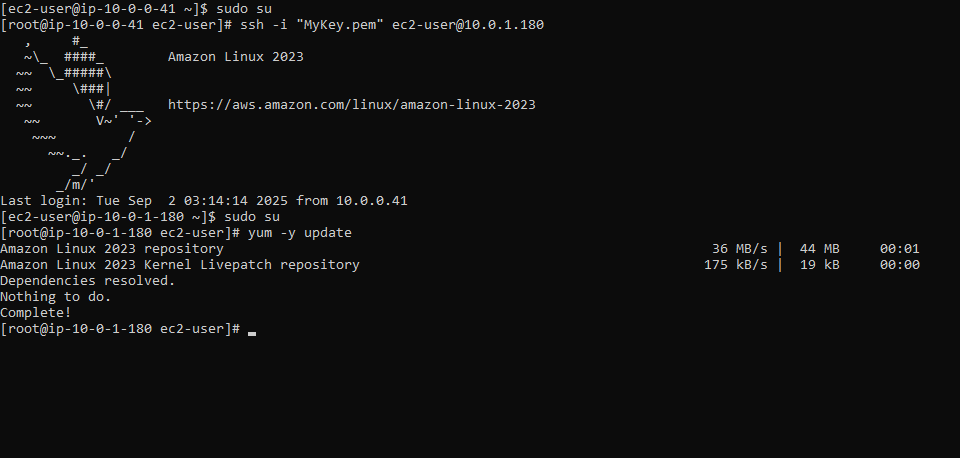 [ec2-user@ip-10-0-0-41 ~]$ sudo su
[root@ip-10-0-0-41 ec2-user]# ssh -i "MyKey.pem" ec2-user@10.0.1.180
   ,     #_
   ~\_  ####_        Amazon Linux 2023
  ~~  \_#####\
  ~~     \###|
  ~~       \#/ ___   https://aws.amazon.com/linux/amazon-linux-2023
   ~~       V~' '->
    ~~~         /
      ~~._.   _/
         _/ _/
       _/m/'
Last login: Tue Sep  2 03:14:14 2025 from 10.0.0.41
[ec2-user@ip-10-0-1-180 ~]$ sudo su
[root@ip-10-0-1-180 ec2-user]# yum -y update
Amazon Linux 2023 repository                                                             36 MB/s |  44 MB     00:01
Amazon Linux 2023 Kernel Livepatch repository                                           175 kB/s |  19 kB     00:00
Dependencies resolved.
Nothing to do.
Complete!
[root@ip-10-0-1-180 ec2-user]#